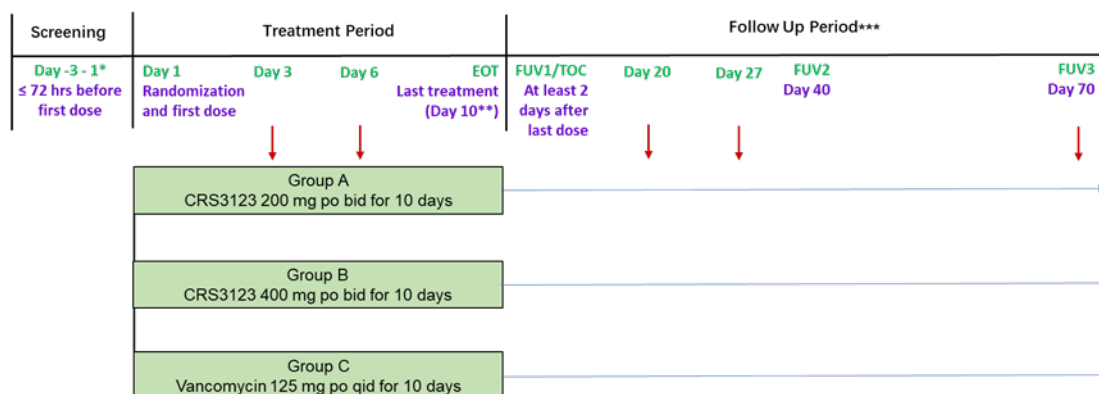 Screening
Treatment Period
Follow Up Period***
Day -3 - 1*
≤ 72 hrs before
first dose
Day 1
Randomization
and first dose
Day 3
Day 6
EOT
Last treatment
(Day 10**)
FUV1/TOC
At least 2
days after
last dose
Day 20
Day 27
FUV2
Day 40
FUV3
Day 70
Group A
CRS3123 200 mg po bid for 10 days
Group B
CRS3123 400 mg po bid for 10 days
Group C
Vancomycin 125 mg po qid for 10 days